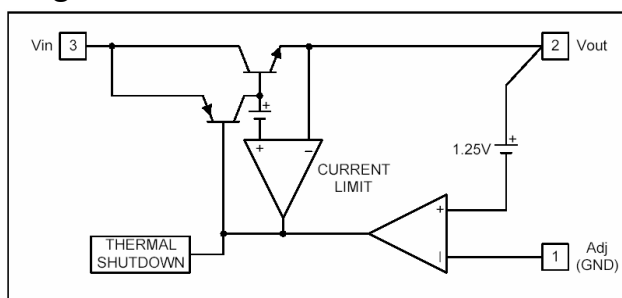 Vin 3
2 Vout
+
+ −
CURRENT
LIMIT
1.25V
+
+
−
THERMAL
SHUTDOWN
1 Adj
(GND)